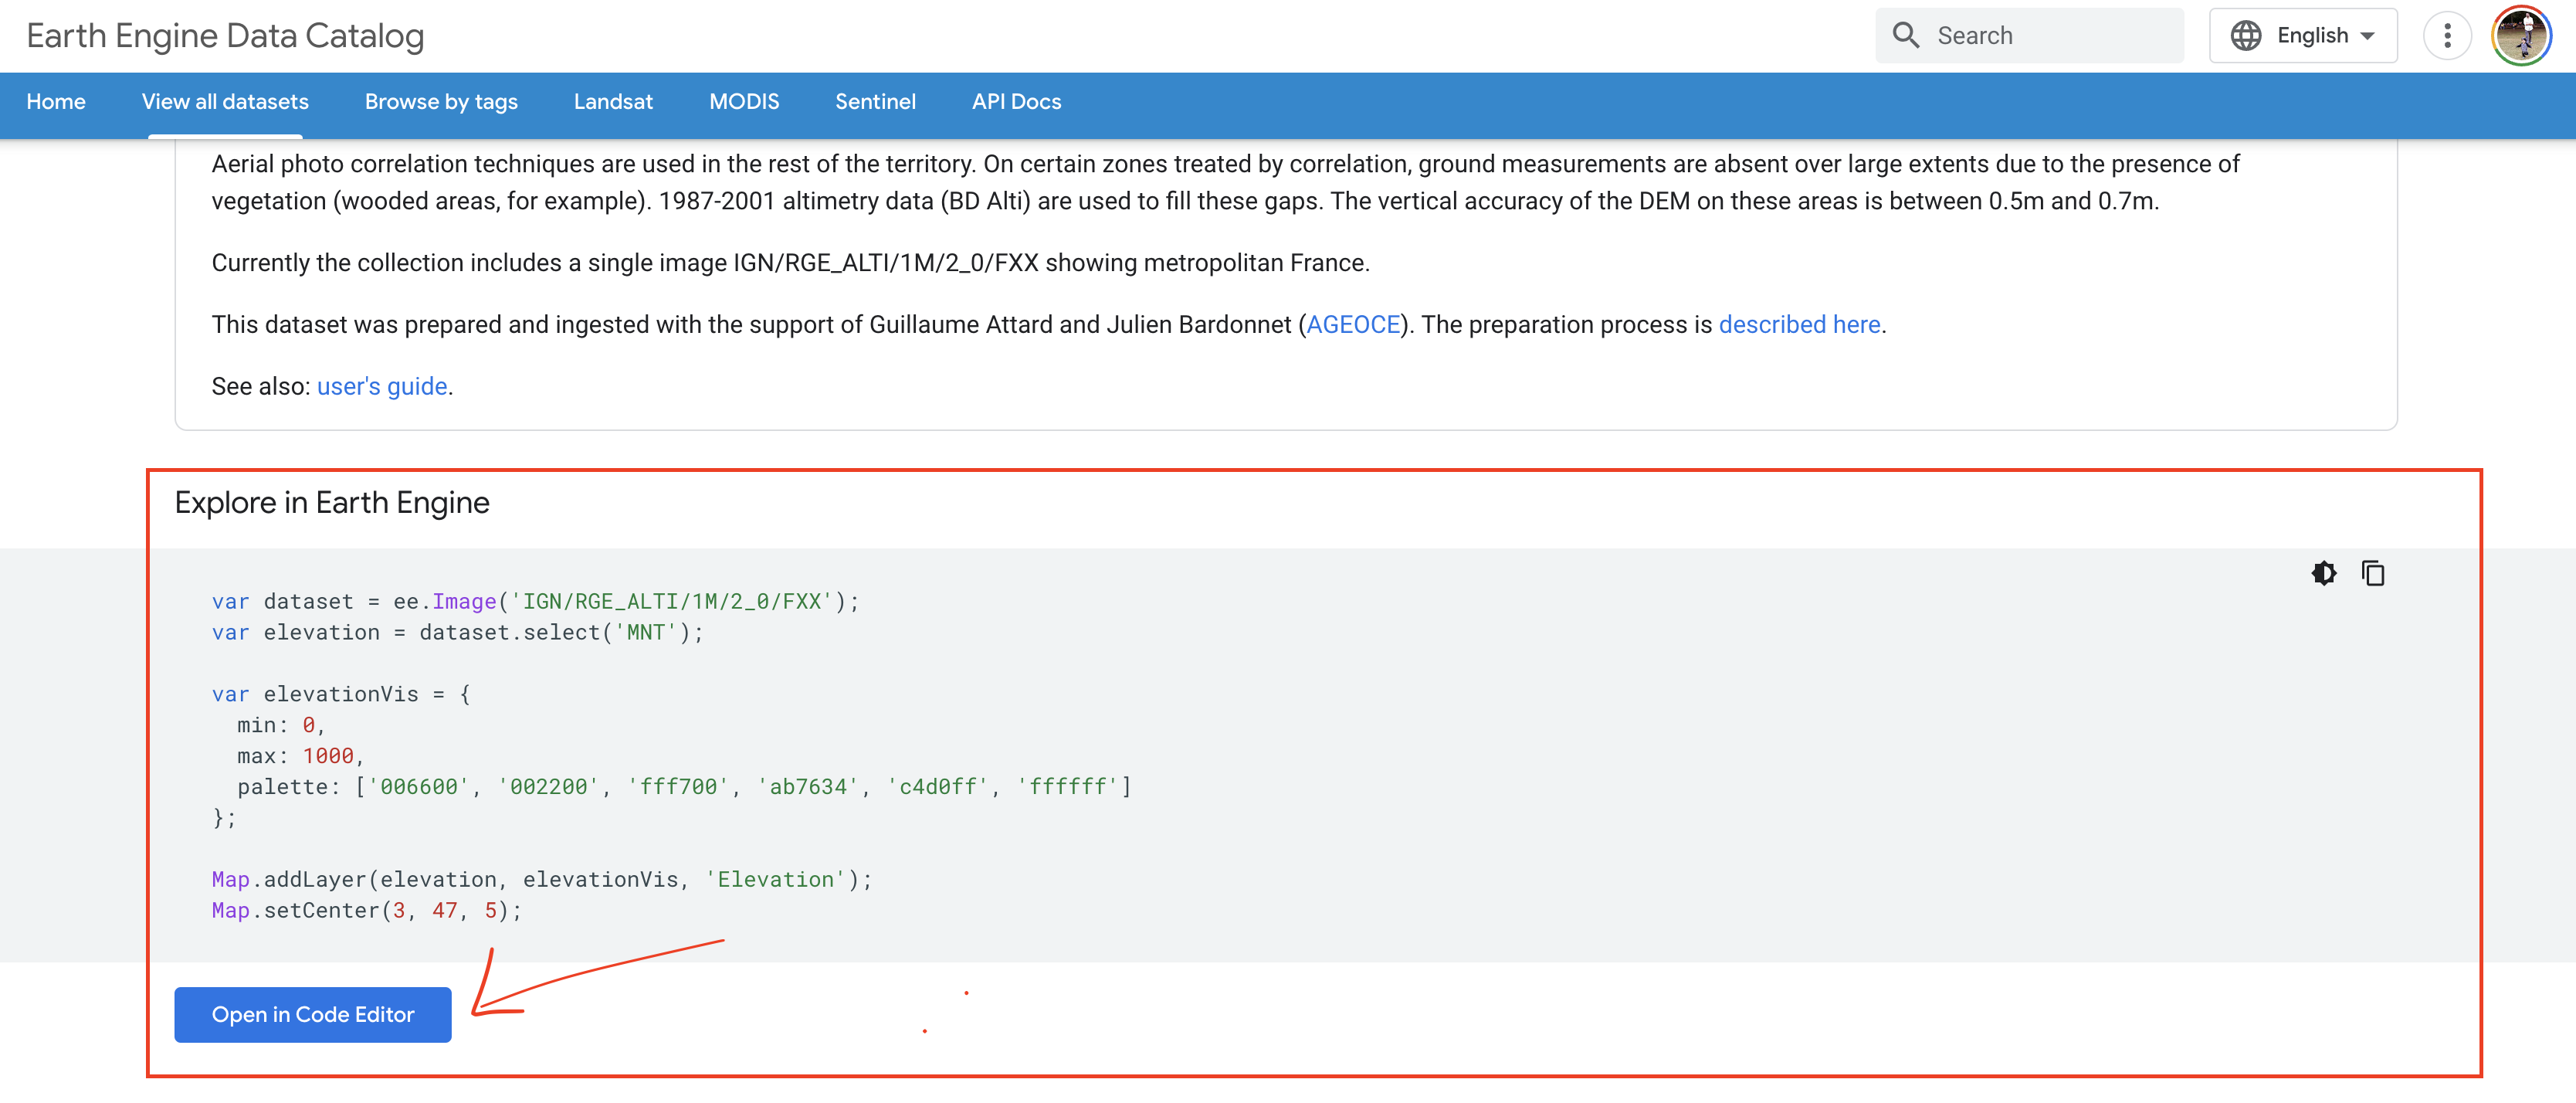 Earth Engine Data Catalog
Search
English
Home View all datasets Browse by tags Landsat MODIS Sentinel API Docs
Aerial photo correlation techniques are used in the rest of the territory. On certain zones treated by correlation, ground measurements are absent over large extents due to the presence of
vegetation (wooded areas, for example). 1987-2001 altimetry data (BD Alti) are used to fill these gaps. The vertical accuracy of the DEM on these areas is between 0.5m and 0.7m.
Currently the collection includes a single image IGN/RGE_ALTI/1M/2_0/FXX showing metropolitan France.
This dataset was prepared and ingested with the support of Guillaume Attard and Julien Bardonnet (AGEOCE). The preparation process is described here.
See also: user's guide.
Explore in Earth Engine
var dataset = ee.Image('IGN/RGE_ALTI/1M/2_0/FXX');
var elevation = dataset.select('MNT');
var elevationVis = {
  min: 0,
  max: 1000,
  palette: ['006600', '002200', 'fff700', 'ab7634', 'c4d0ff', 'ffffff']
};
Map.addLayer(elevation, elevationVis, 'Elevation');
Map.setCenter(3, 47, 5);
Open in Code Editor